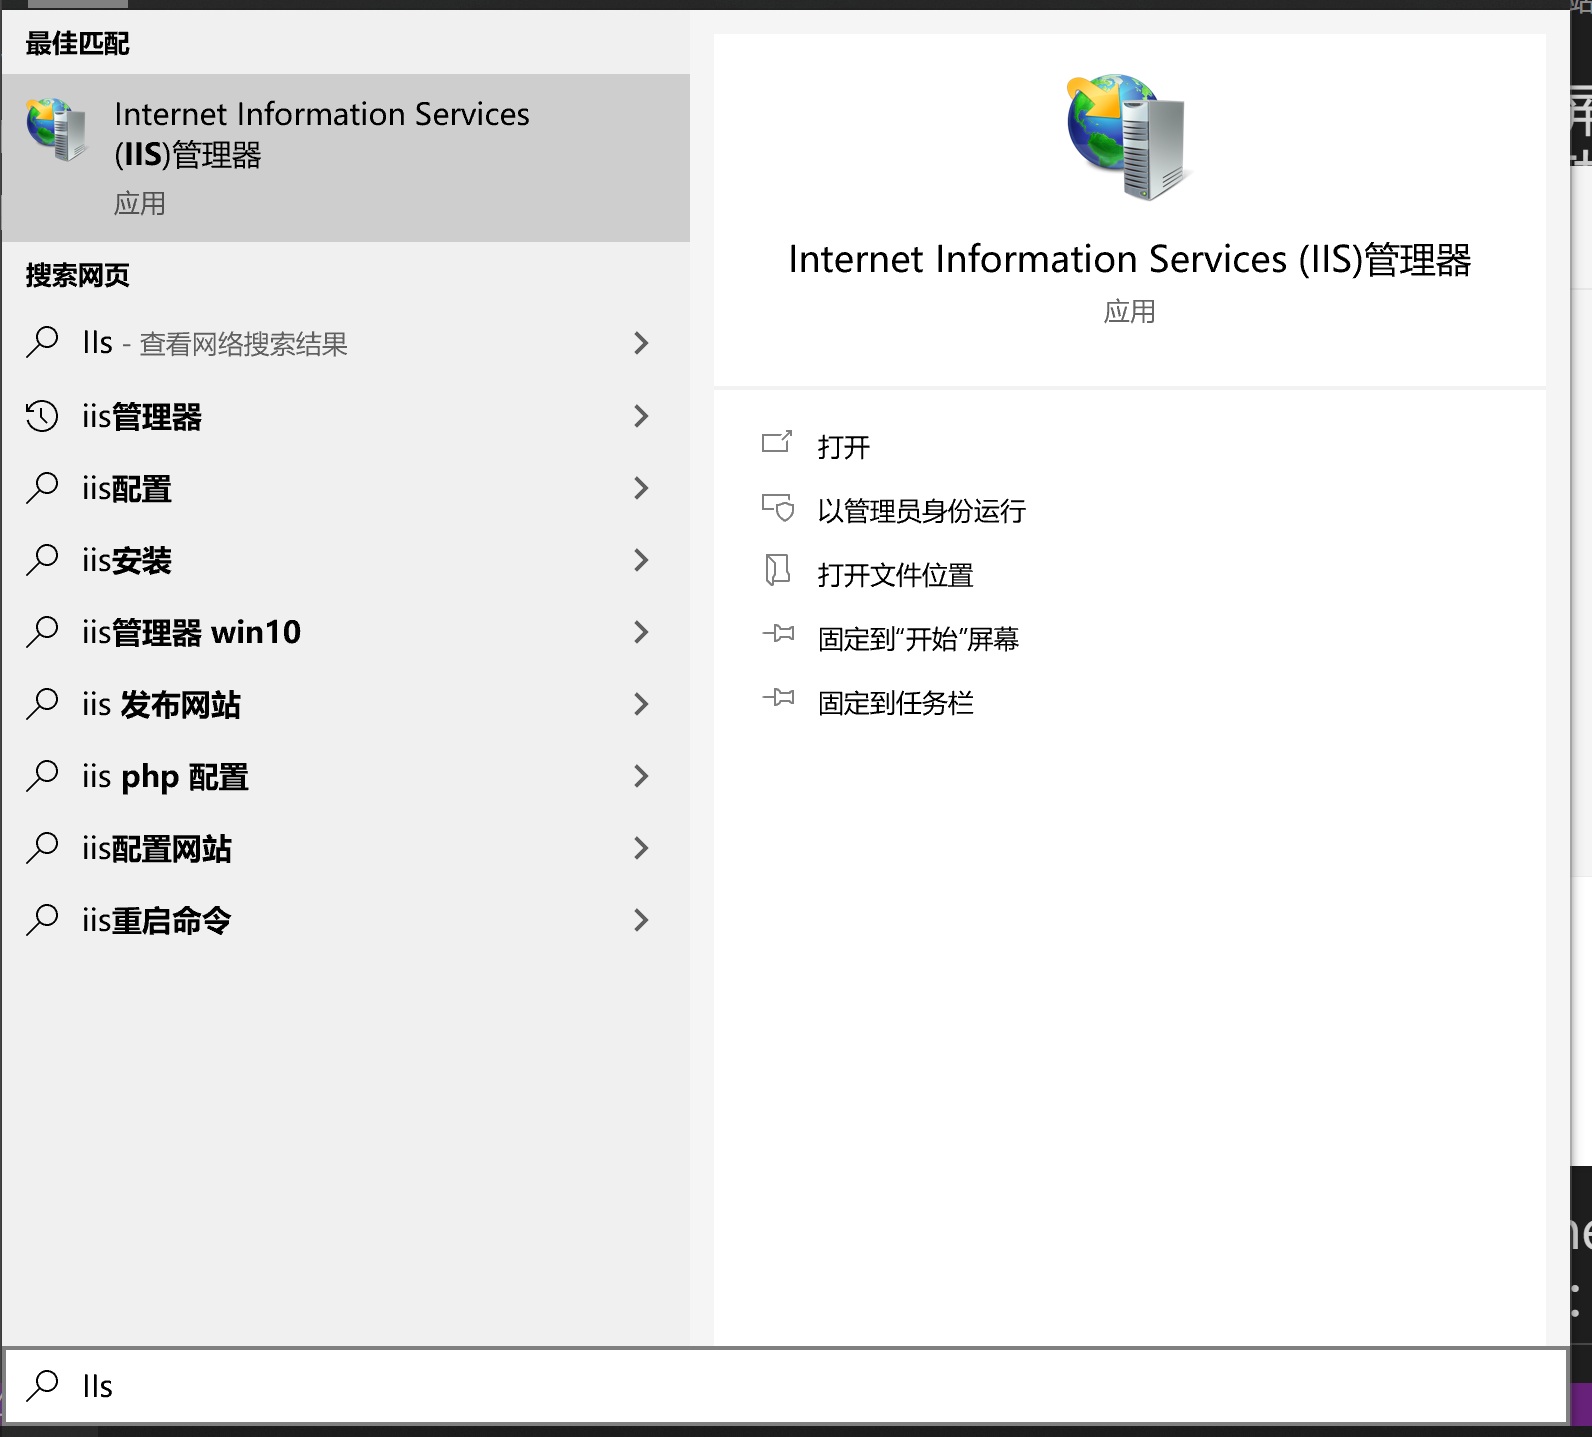 最佳匹配
Internet Information Services
(IIS)管理器
应用
搜索网页
IIs - 查看网络搜索结果
iis管理器
iis配置
iis安装
iis管理器 win10
iis 发布网站
iis php 配置
iis配置网站
iis重启命令
Internet Information Services (IIS)管理器
应用
打开
以管理员身份运行
打开文件位置
固定到“开始”屏幕
固定到任务栏
IIs